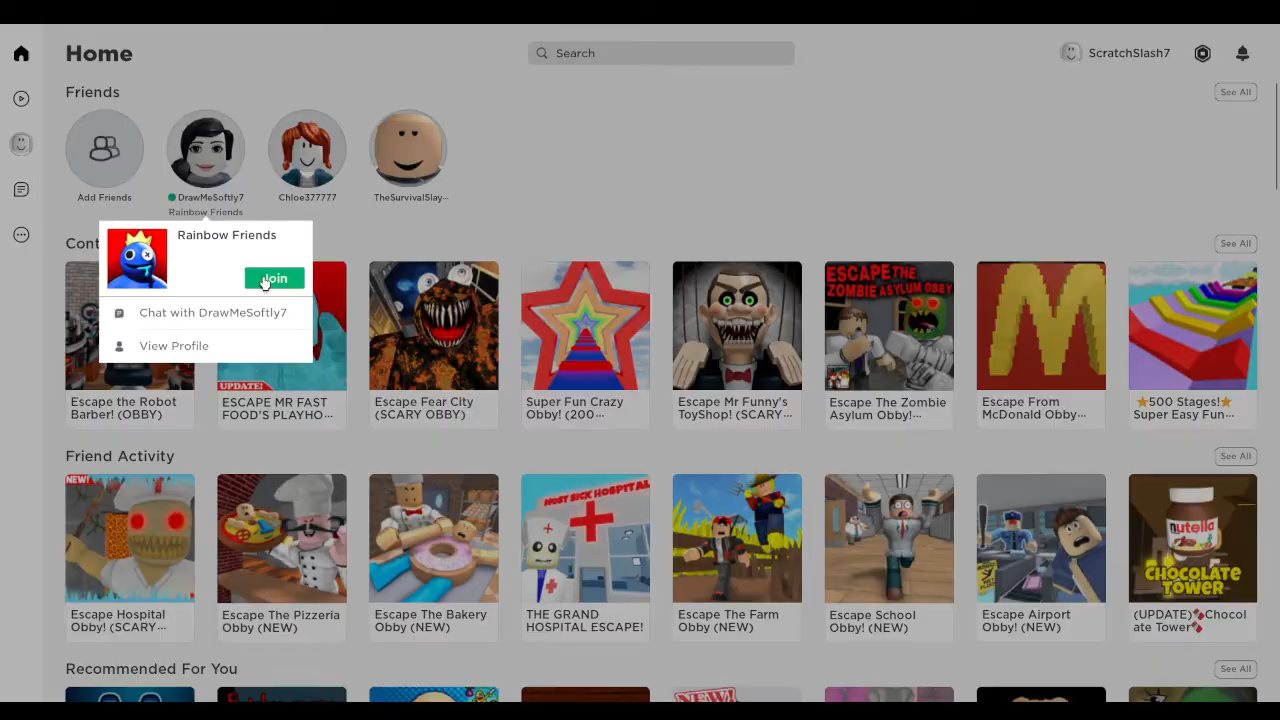 Home
Search
ScratchSlash7
Friends
See All
Add Friends
DrawMeSoftly7
Rainbow Friends
Chloe377777
TheSurvivalSlay...
Rainbow Friends
Join
Chat with DrawMeSoftly7
View Profile
See All
UPDATE!
ESCAPE THE
ZOMBIE
ASYLUM OBBY
Escape the Robot
Barber! (OBBY)
ESCAPE MR FAST
FOOD'S PLAYHO...
Escape Fear City
(SCARY OBBY)
Super Fun Crazy
Obby! (200...
Escape Mr Funny's
ToyShop! (SCARY...
Escape The Zombie
Asylum Obby!...
Escape From
McDonald Obby...
⭐500 Stages!⭐
Super Easy Fun...
Friend Activity
See All
NEW!
MOST SICK HOSPITAL
nutella
CHOCOLATE
TOWER
Escape Hospital
Obby! (SCARY...
Escape The Pizzeria
Obby (NEW)
Escape The Bakery
Obby (NEW)
THE GRAND
HOSPITAL ESCAPE!
Escape The Farm
Obby (NEW)
Escape School
Obby! (NEW)
Escape Airport
Obby! (NEW)
(UPDATE)🍫Chocol
ate Tower🍫
Recommended For You
See All
NEW!